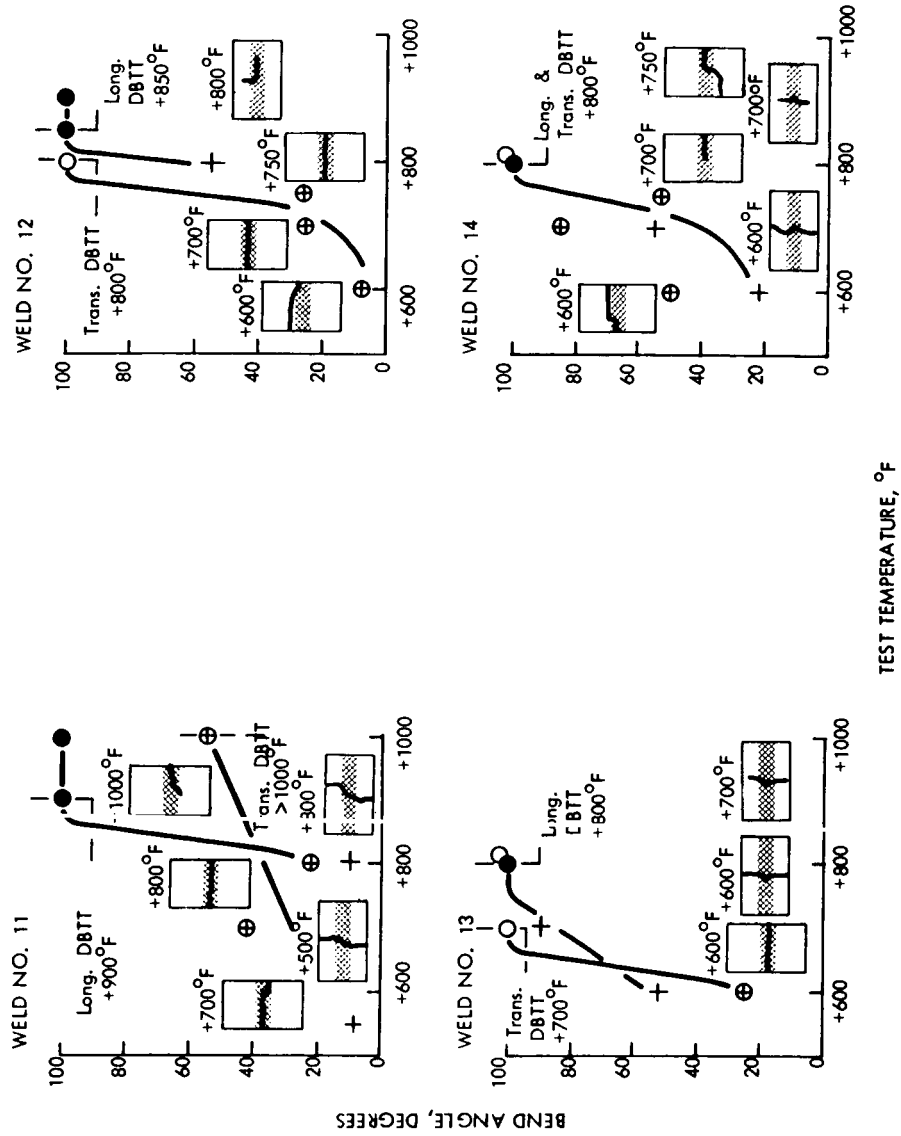 WELD NO. 11
100
80
60
40
20
0
+600
+800
+1000
Long. DBTT
+900°F
+700°F
+800°F
1000°F
+500°F
Trans. DBTT
>1000°F
WELD NO. 12
100
80
60
40
20
0
+600
+800
+1000
Trans. DBTT
+800°F
Long.
DBTT
+850°F
+600°F
+700°F
+750°F
+800°F
WELD NO. 13
100
80
60
40
20
0
+600
+800
+1000
Trans.
DBTT
+700°F
Long.
DBTT
+800°F
+600°F
+600°F
+700°F
WELD NO. 14
100
80
60
40
20
0
+600
+800
+1000
Long. &
Trans. DBTT
+800°F
+600°F
+700°F
+750°F
+600°F
+700°F
BEND ANGLE, DEGREES
TEST TEMPERATURE, °F